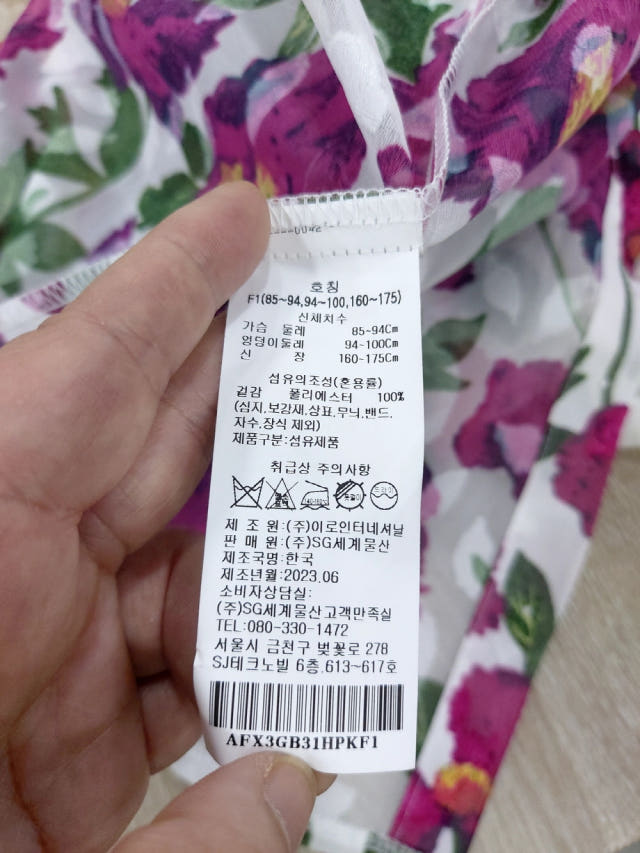 호칭
F1(85~94,94~100,160~175)
신체치수
가슴 둘레 85~94Cm
엉덩이둘레 94~100Cm
신 장 160~175Cm
섬유의조성(혼용률)
겉감 폴리에스터 100%
(심지,보강재,상표,무늬,밴드,
자수,장식 제외)
제품구분:섬유제품
취급상 주의사항
드라이
제 조 원:(주)이로인터네셔날
판 매 원:(주)SG세계물산
제조국명:한국
제조년월:2023.06
소비자상담실:
(주)SG세계물산고객만족실
TEL:080-330-1472
서울시 금천구 벚꽃로 278
SJ테크노빌 6층,613~617호
AFX3GB31HPKF1